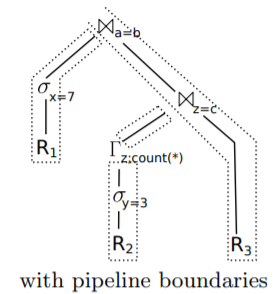 ⋈a=b
σx=7
⋈z=c
R1
Γz;count(*)
σy=3
R2
R3
with pipeline boundaries